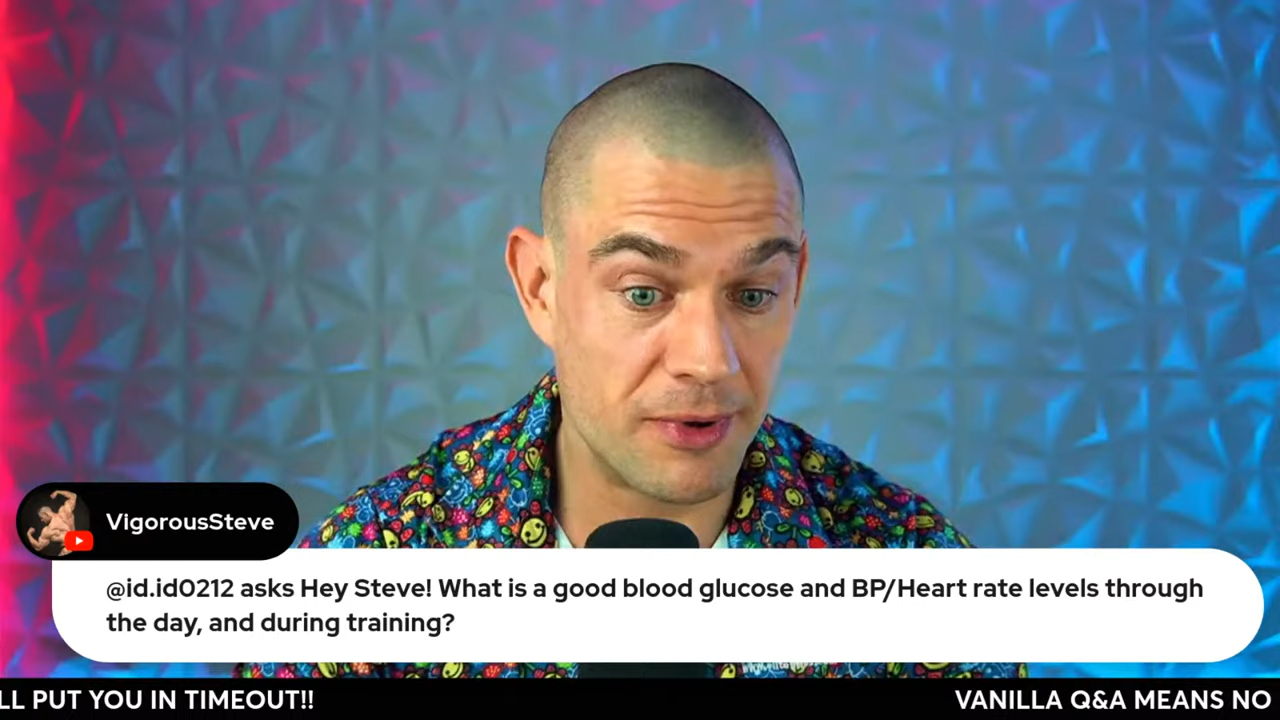 VigorousSteve
@id.id0212 asks Hey Steve! What is a good blood glucose and BP/Heart rate levels through
the day, and during training?
LL PUT YOU IN TIMEOUT!!
VANILLA Q&A MEANS NO